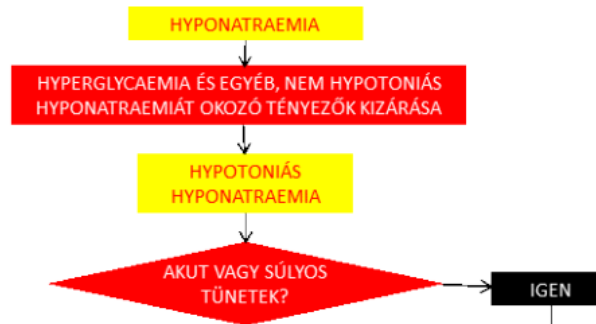 HYPONATRAEMIA
HYPERGLYCAEMIA ÉS EGYÉB, NEM HYPOTONIÁS
HYPONATRAEMIÁT OKOZÓ TÉNYEZŐK KIZÁRÁSA
HYPOTONIÁS
HYPONATRAEMIA
AKUT VAGY SÚLYOS
TÜNETEK?
IGEN